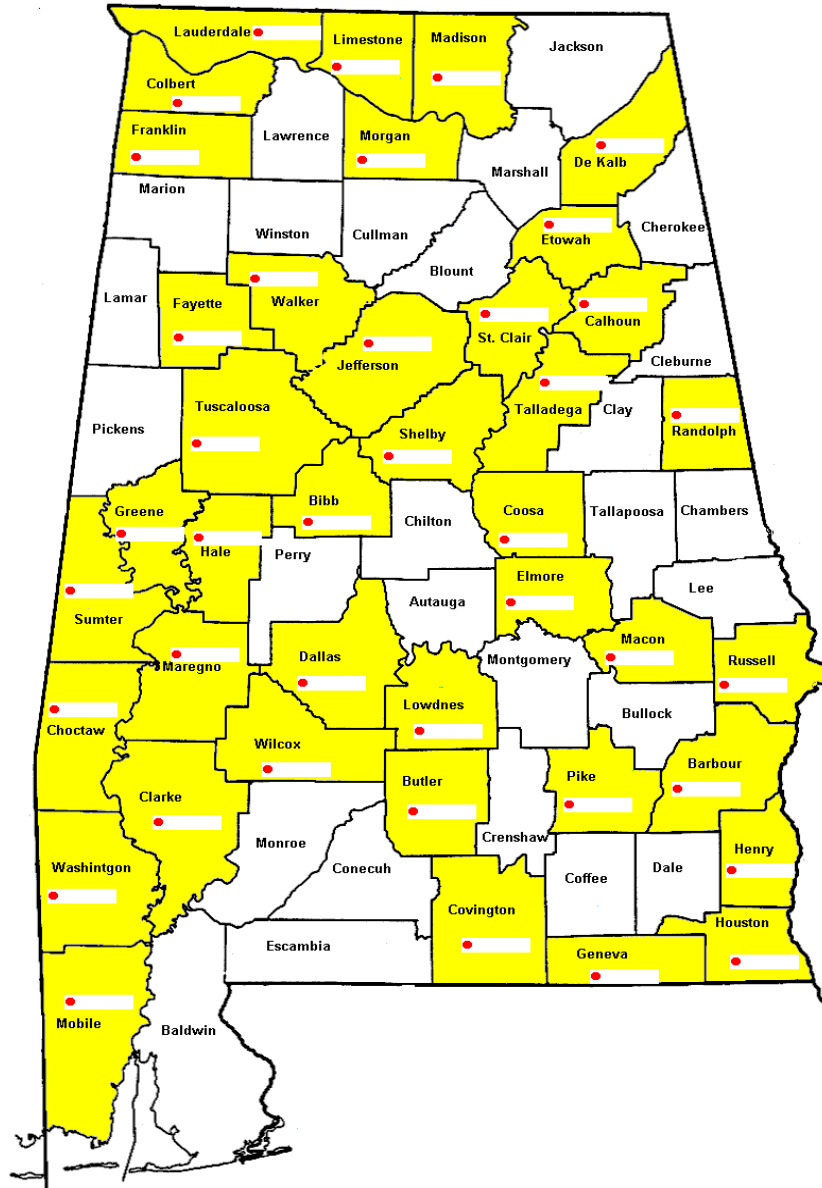 Lauderdale
Limestone
Madison
Jackson
Colbert
Franklin
Lawrence
Morgan
De Kalb
Marshall
Marion
Winston
Cullman
Etowah
Cherokee
Blount
Lamar
Fayette
Walker
St. Clair
Calhoun
Jefferson
Cleburne
Tuscaloosa
Pickens
Shelby
Talladega
Clay
Randolph
Greene
Bibb
Chilton
Coosa
Tallapoosa
Chambers
Hale
Perry
Elmore
Lee
Autauga
Sumter
Maregno
Dallas
Montgomery
Macon
Russell
Choctaw
Lowdnes
Bullock
Wilcox
Butler
Pike
Barbour
Clarke
Monroe
Crenshaw
Henry
Washintgon
Conecuh
Coffee
Dale
Covington
Houston
Escambia
Geneva
Mobile
Baldwin